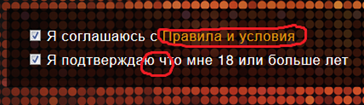 Я соглашаюсь с Правила и условия
Я подтверждаю что мне 18 или больше лет